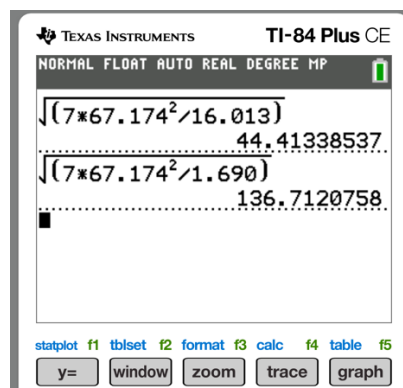 TEXAS INSTRUMENTS TI-84 Plus CE
NORMAL FLOAT AUTO REAL DEGREE MP
√(7*67.174²/16.013)
44.41338537
√(7*67.174²/1.690)
136.7120758
statplot f1 tblset f2 format f3 calc f4 table f5
y= window zoom trace graph